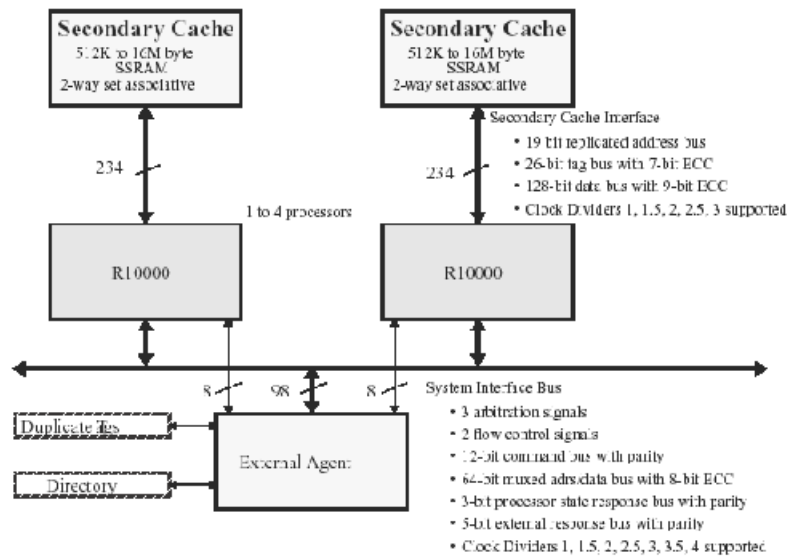 Secondary Cache
512K to 16M byte
SSRAM
2-way set associative
Secondary Cache
512K to 16M byte
SSRAM
2-way set associative
Secondary Cache Interface
• 19 bit replicated address bus
• 26-bit tag bus with 7-bit ECC
• 128-bit data bus with 9-bit ECC
• Clock Dividers 1, 1.5, 2, 2.5, 3 supported
234
234
1 to 4 processors
R10000
R10000
8
98
8
System Interface Bus
• 3 arbitration signals
• 2 flow control signals
• 12-bit command bus with parity
• 64-bit muxed adrs/data bus with 8-bit ECC
• 3-bit processor state response bus with parity
• 5-bit external response bus with parity
• Clock Dividers 1, 1.5, 2, 2.5, 3, 3.5, 4 supported
Duplicate Tags
External Agent
Directory